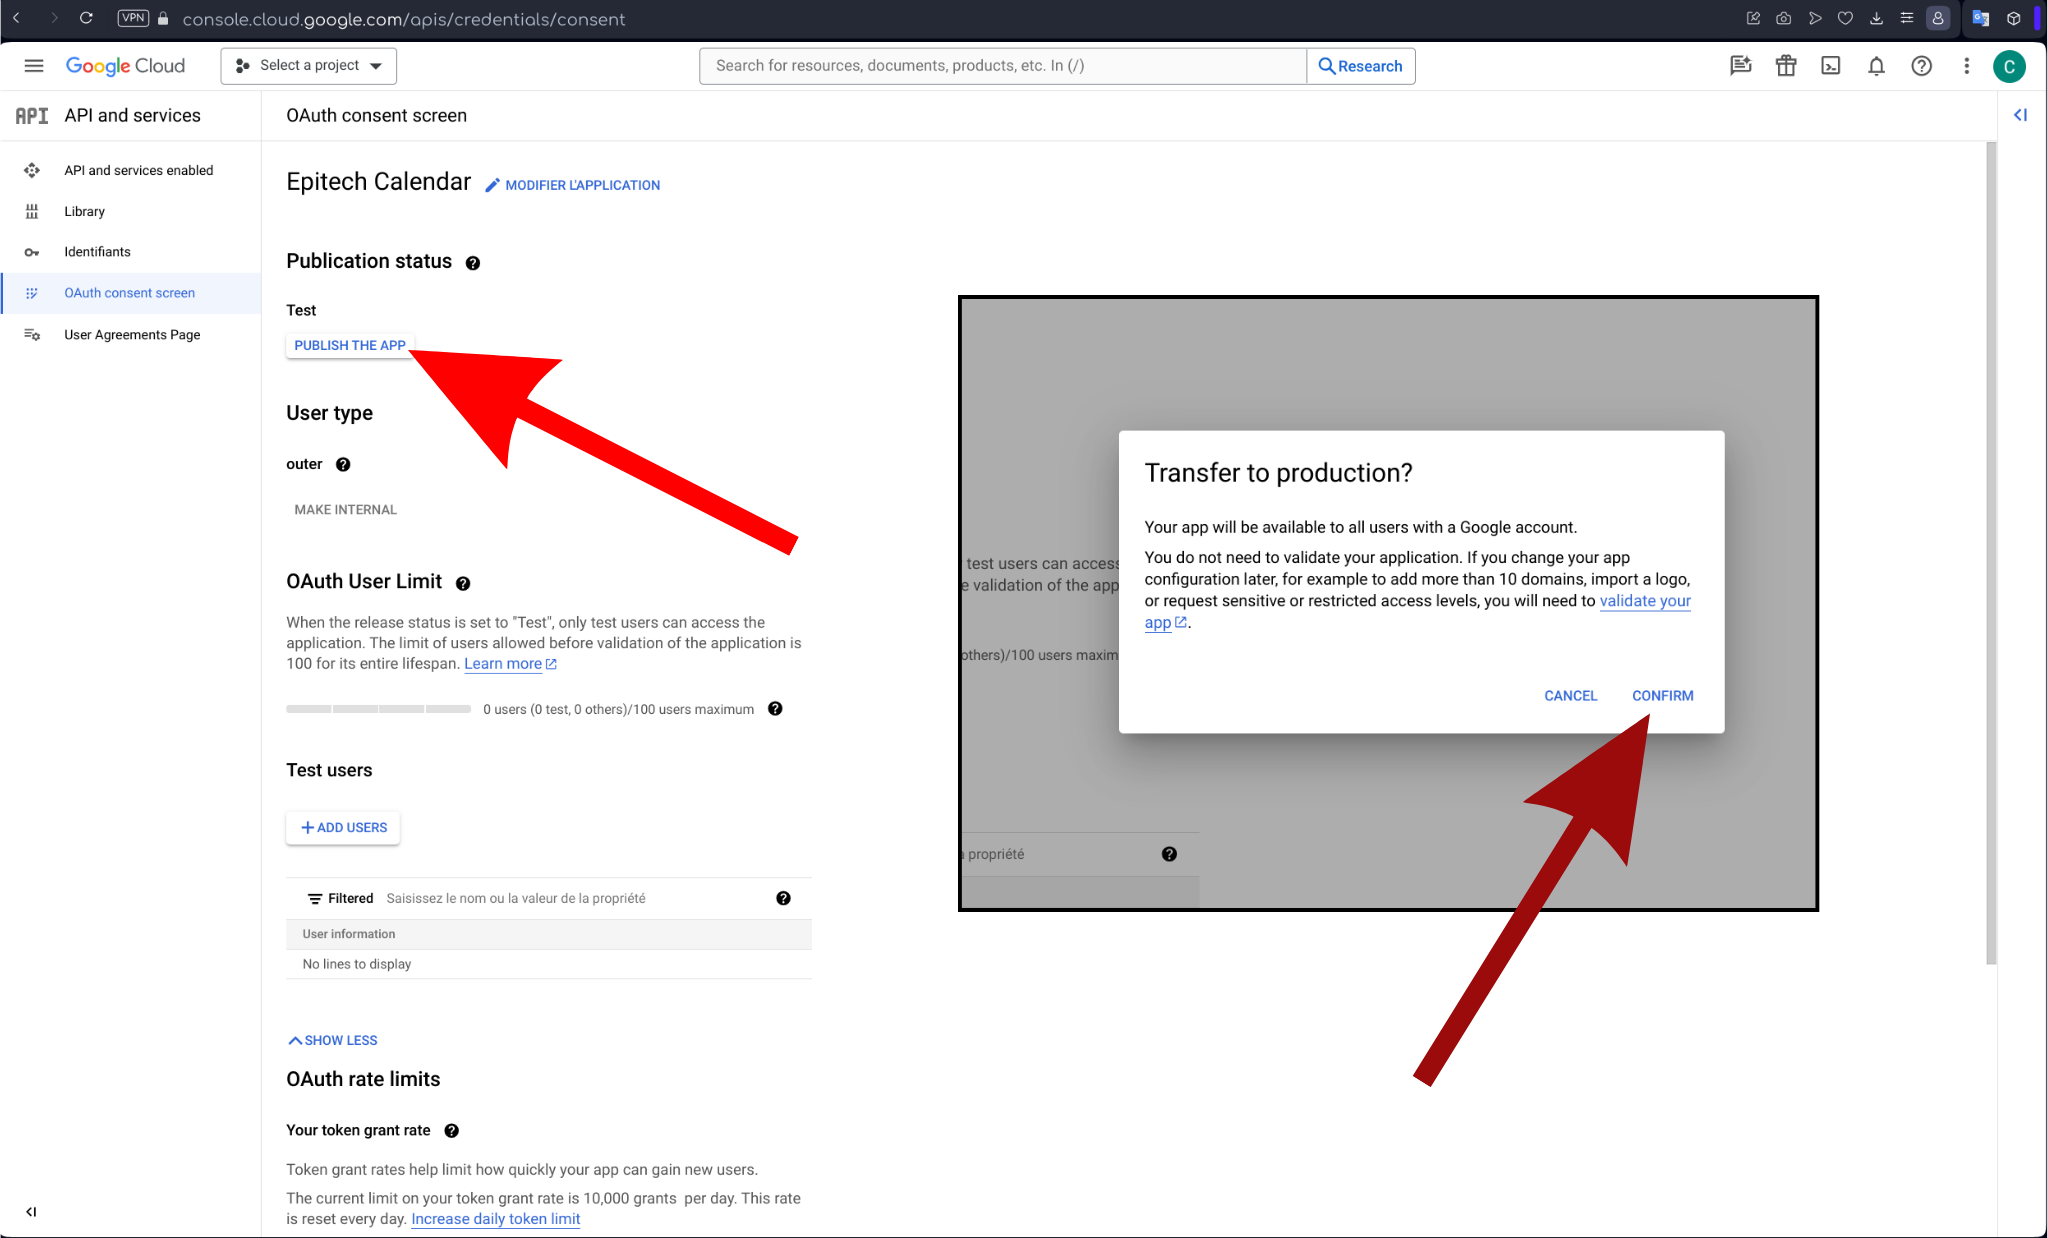 VPN
console.cloud.google.com/apis/credentials/consent
Google Cloud
Select a project
Search for resources, documents, products, etc. In (/)
Research
C
API
API and services
OAuth consent screen
API and services enabled
Library
Identifiants
OAuth consent screen
User Agreements Page
Epitech Calendar
MODIFIER L'APPLICATION
Publication status
Test
PUBLISH THE APP
User type
outer
MAKE INTERNAL
OAuth User Limit
When the release status is set to "Test", only test users can access the
application. The limit of users allowed before validation of the application is
100 for its entire lifespan. Learn more
0 users (0 test, 0 others)/100 users maximum
Test users
ADD USERS
Filtered
Saisissez le nom ou la valeur de la propriété
User information
No lines to display
SHOW LESS
OAuth rate limits
Your token grant rate
Token grant rates help limit how quickly your app can gain new users.
The current limit on your token grant rate is 10,000 grants per day. This rate
is reset every day. Increase daily token limit
test users can access
e validation of the app
others)/100 users maxim
propriété
Transfer to production?
Your app will be available to all users with a Google account.
You do not need to validate your application. If you change your app
configuration later, for example to add more than 10 domains, import a logo,
or request sensitive or restricted access levels, you will need to validate your
app.
CANCEL
CONFIRM